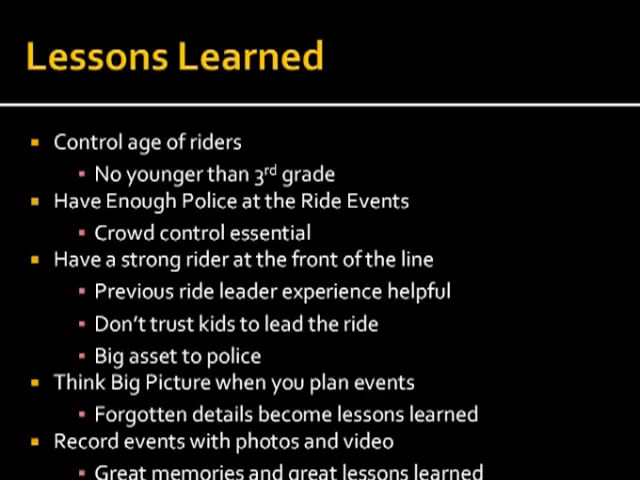 Lessons Learned
Control age of riders
No younger than 3rd grade
Have Enough Police at the Ride Events
Crowd control essential
Have a strong rider at the front of the line
Previous ride leader experience helpful
Don't trust kids to lead the ride
Big asset to police
Think Big Picture when you plan events
Forgotten details become lessons learned
Record events with photos and video
Great memories and great lessons learned